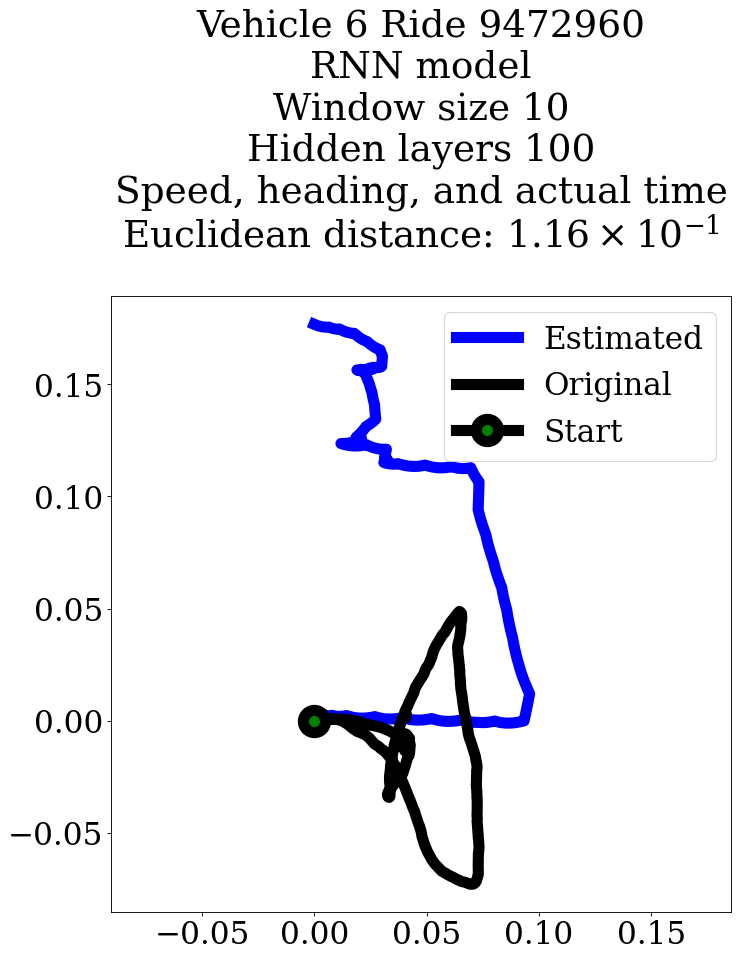 Vehicle 6 Ride 9472960
RNN model
Window size 10
Hidden layers 100
Speed, heading, and actual time
Euclidean distance: 1.16 × 10⁻¹
Estimated
Original
Start
0.15
0.10
0.05
0.00
−0.05
−0.05 0.00 0.05 0.10 0.15